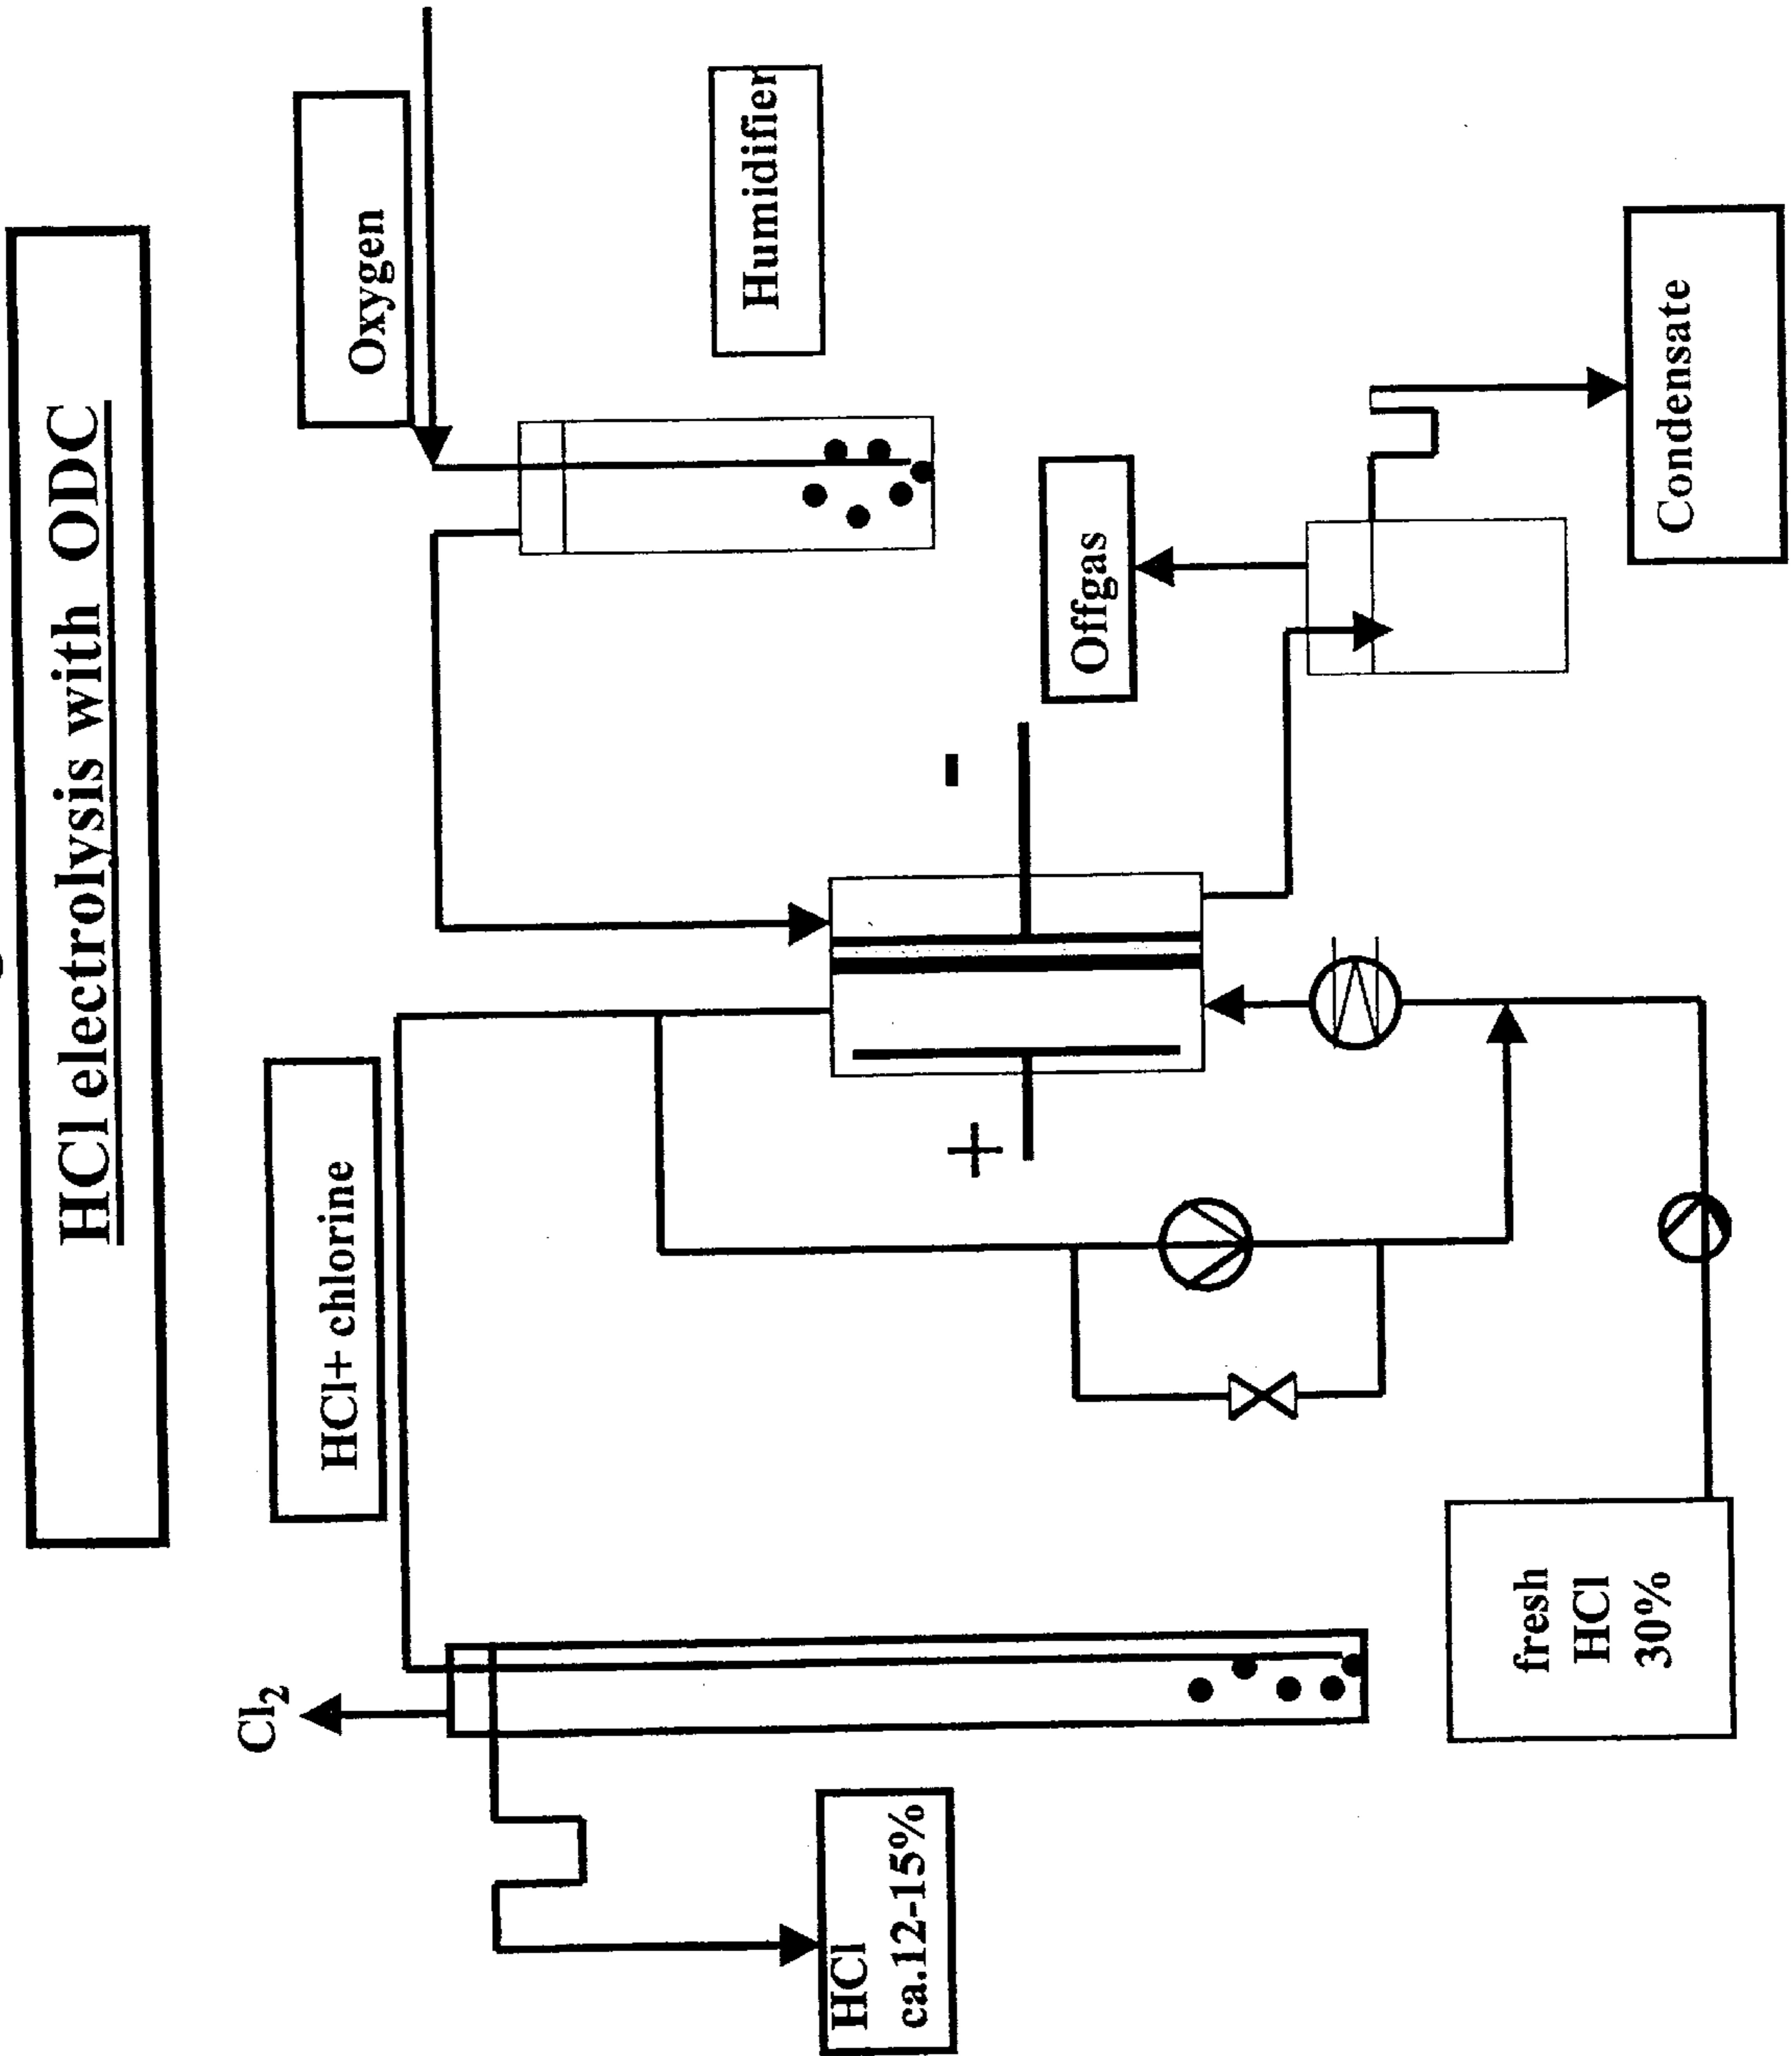 HCl electrolysis with ODC
Cl₂
HCl+ chlorine
Oxygen
Humidifier
HCl
ca.12-15%
+
-
Offgas
fresh
HCl
30%
Condensate